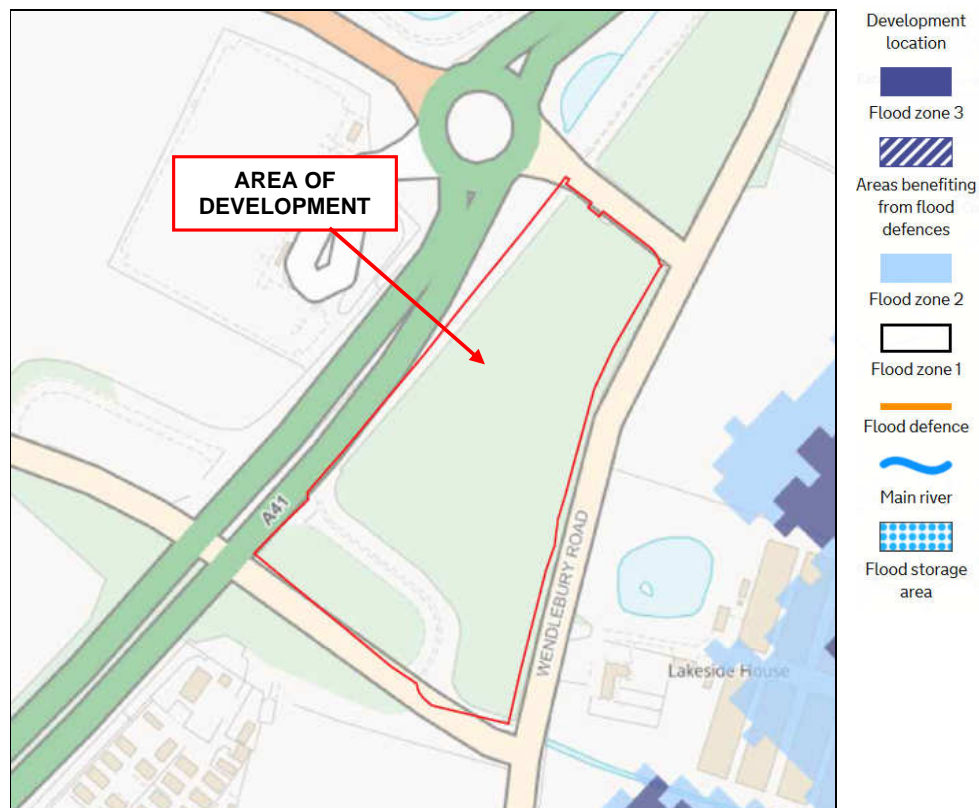 AREA OF
DEVELOPMENT
A41
WENDLEBURY ROAD
Lakeside House
Development
location
Flood zone 3
Areas benefiting
from flood
defences
Flood zone 2
Flood zone 1
Flood defence
Main river
Flood storage
area